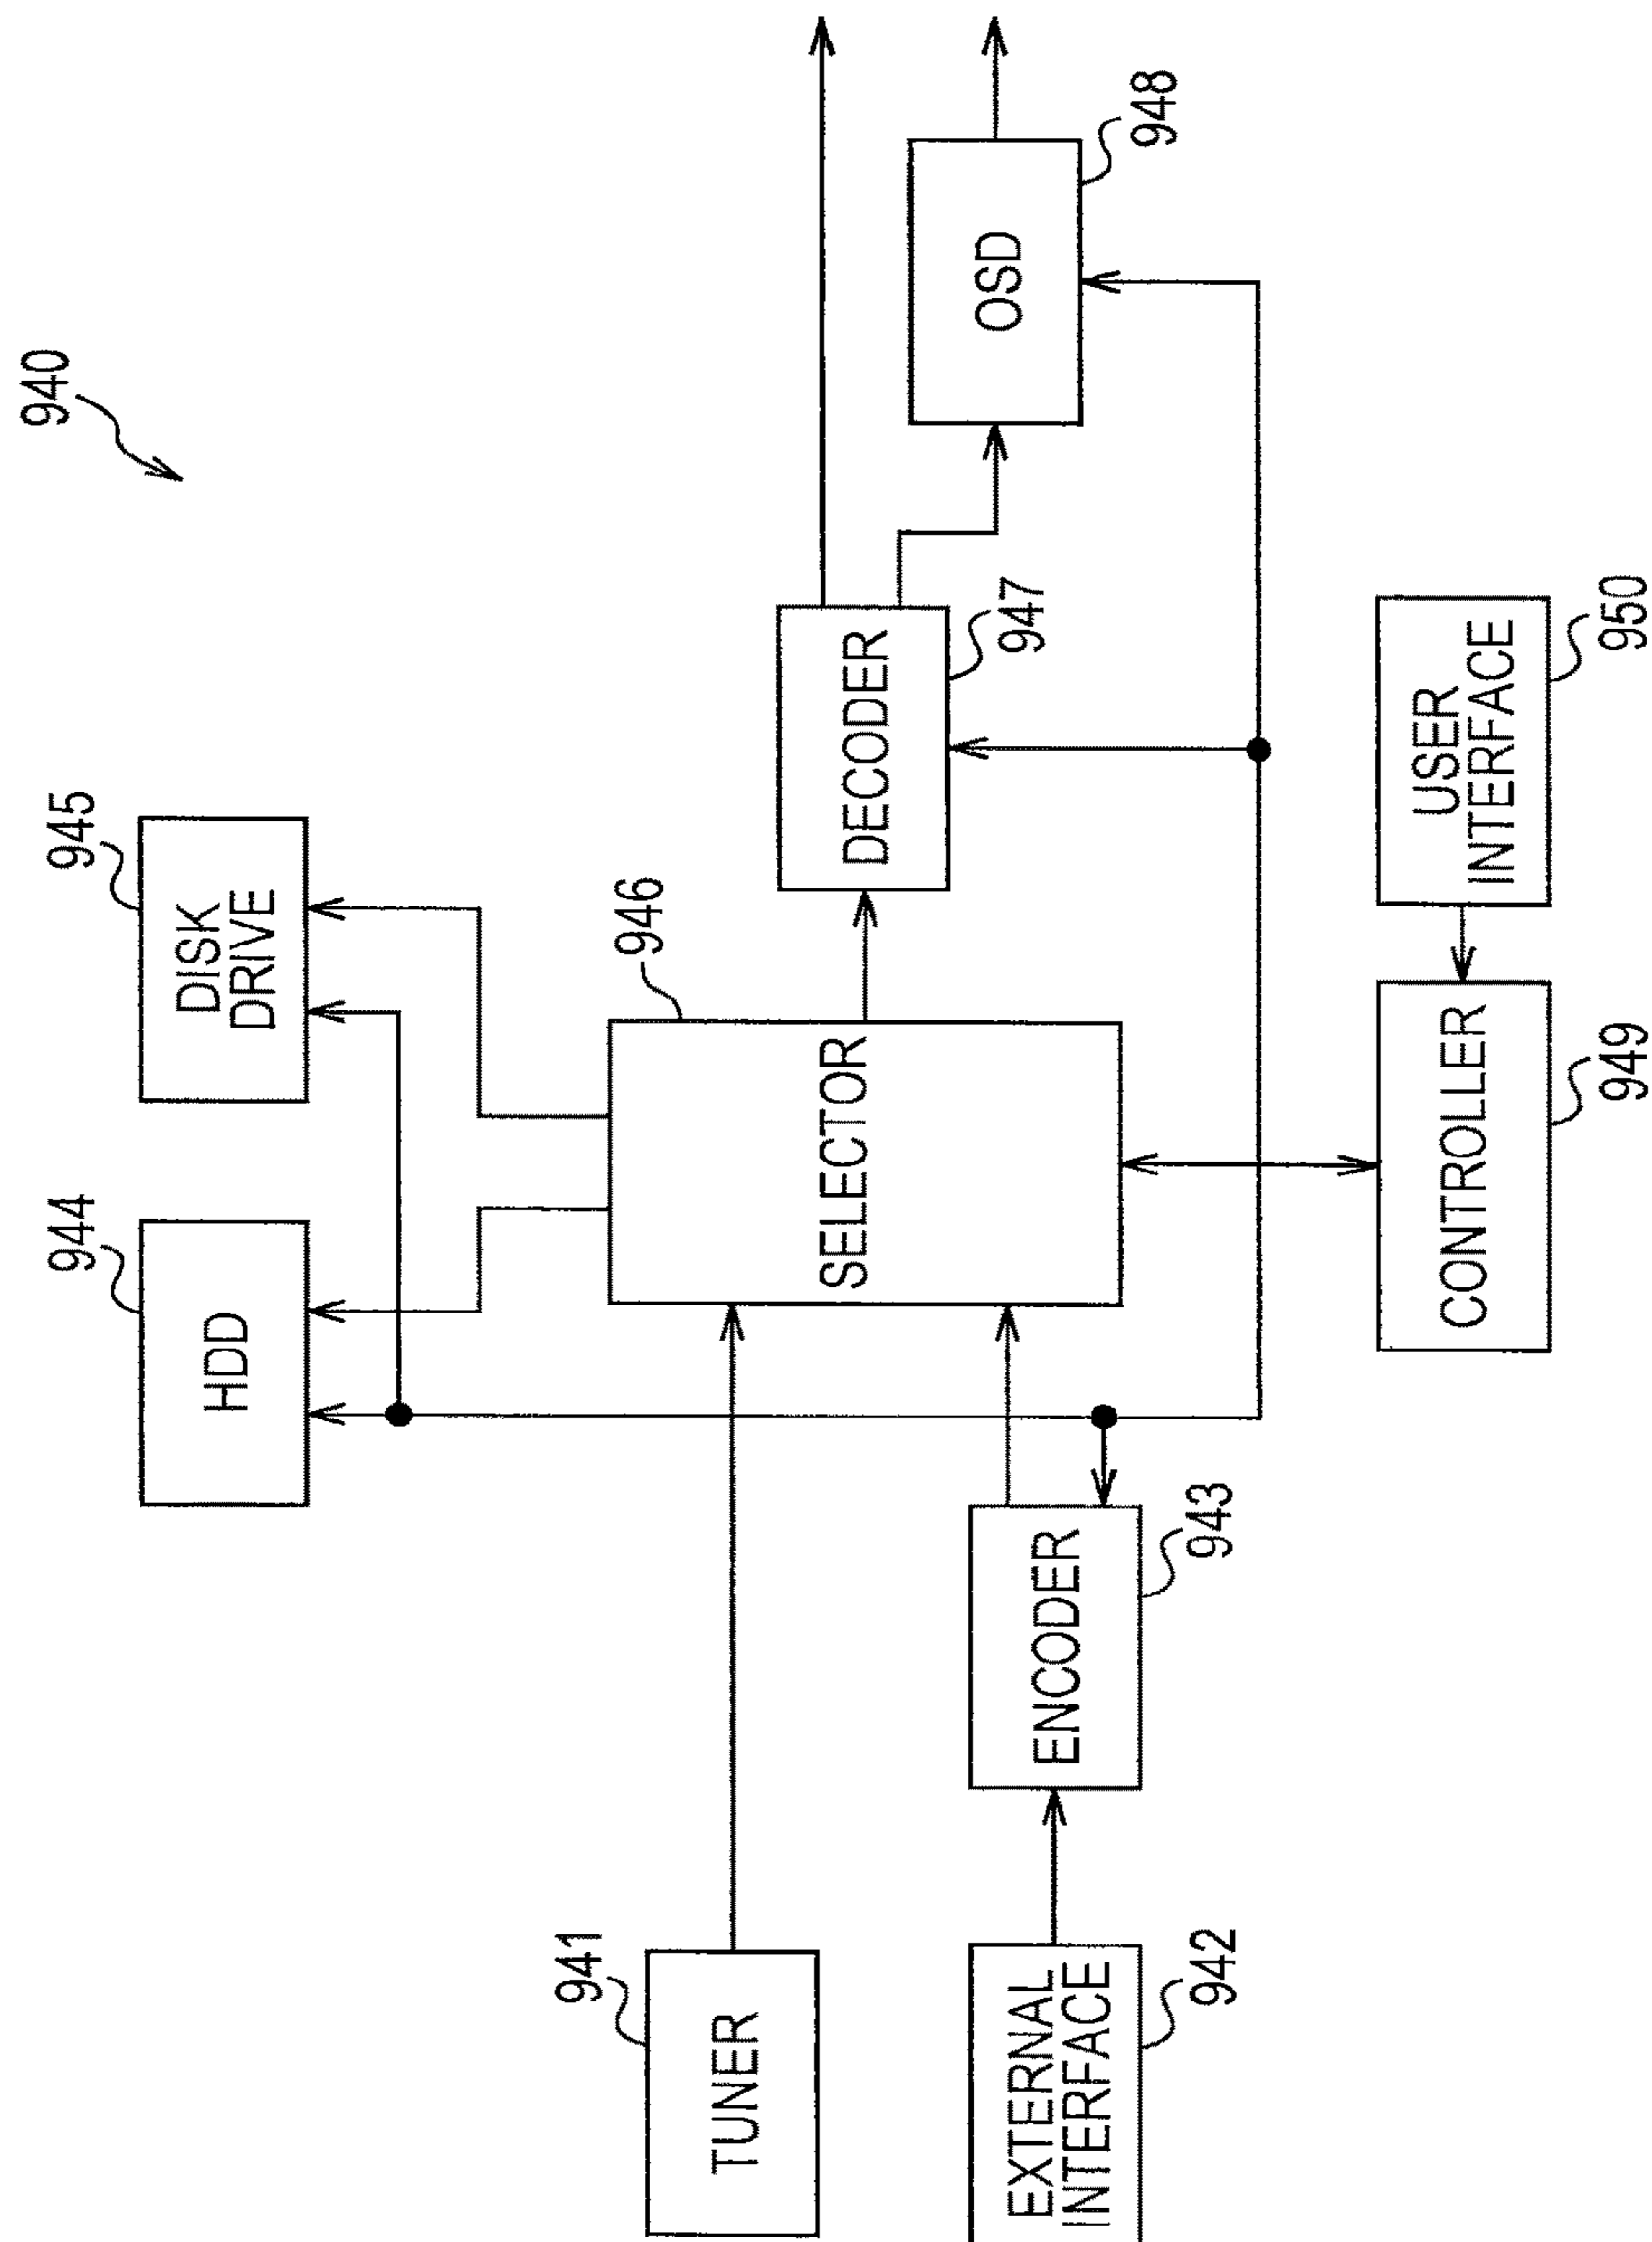 940
944
HDD
945
DISK
DRIVE
941
TUNER
946
SELECTOR
DECODER
947
OSD
948
EXTERNAL
INTERFACE
942
ENCODER
943
CONTROLLER
949
USER
INTERFACE
950